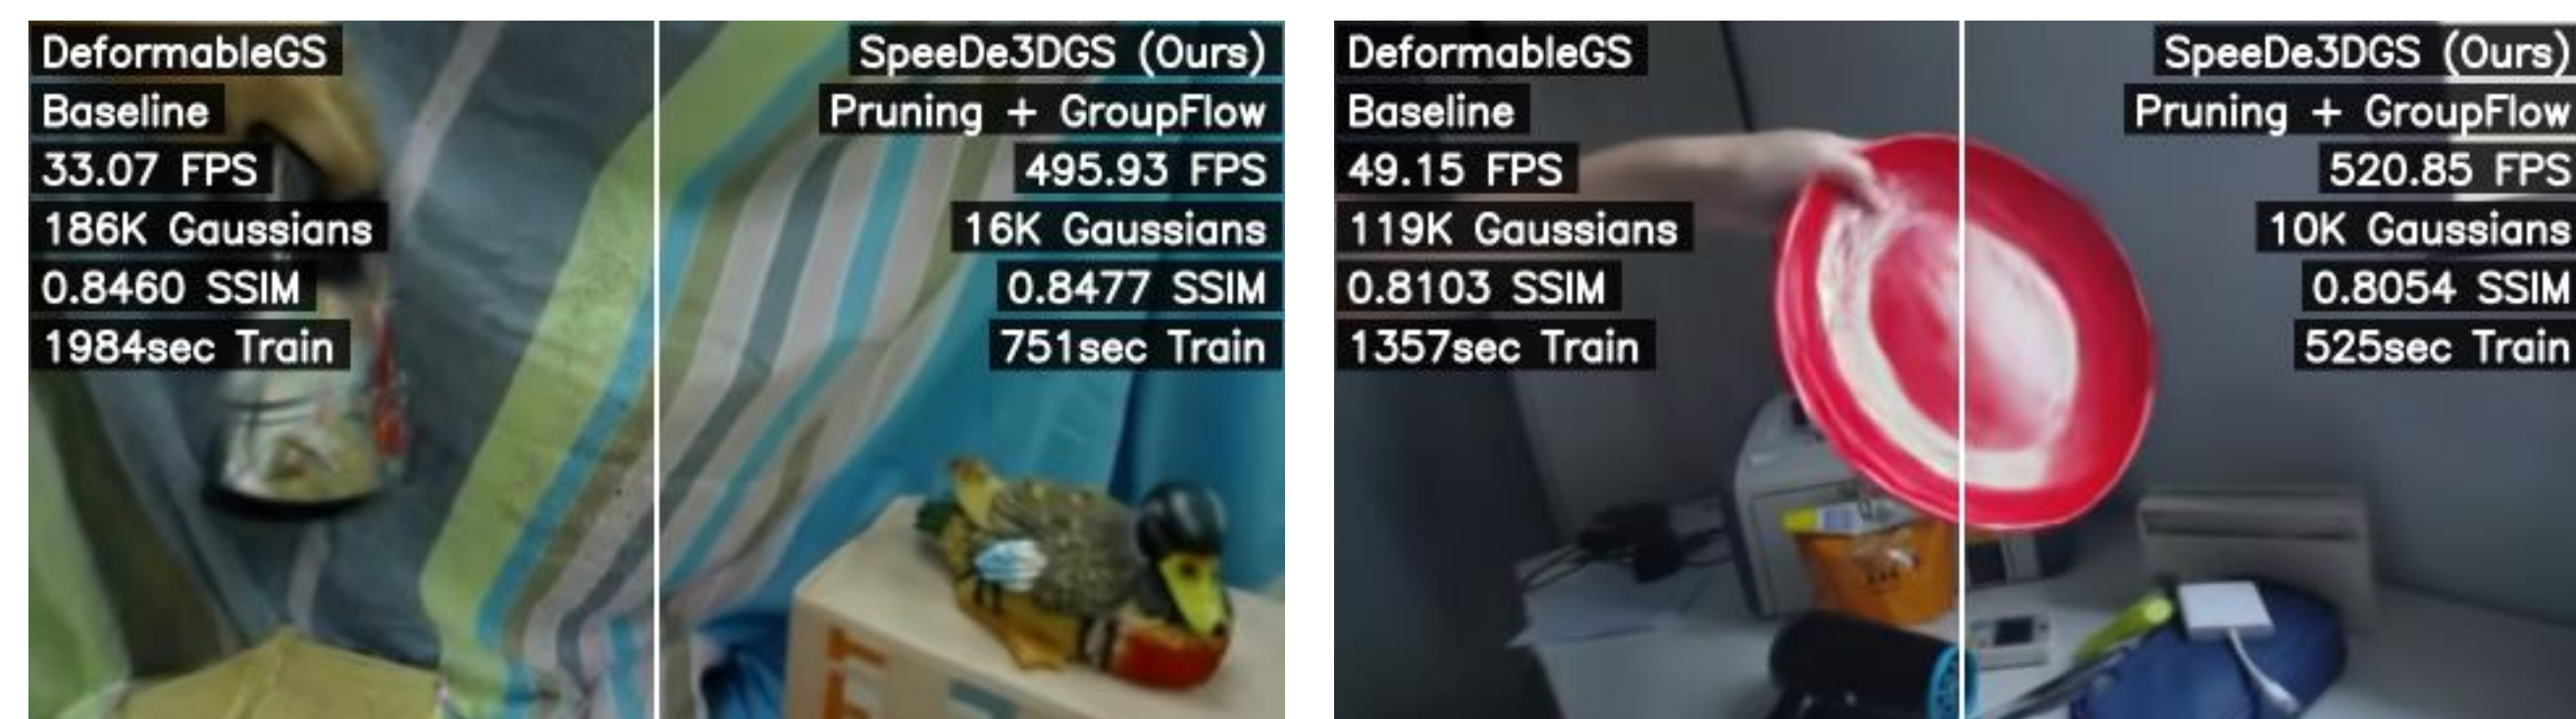 DeformableGS
Baseline
33.07 FPS
186K Gaussians
0.8460 SSIM
1984sec Train
SpeeDe3DGS (Ours)
Pruning + GroupFlow
495.93 FPS
16K Gaussians
0.8477 SSIM
751sec Train
DeformableGS
Baseline
49.15 FPS
119K Gaussians
0.8103 SSIM
1357sec Train
SpeeDe3DGS (Ours)
Pruning + GroupFlow
520.85 FPS
10K Gaussians
0.8054 SSIM
525sec Train